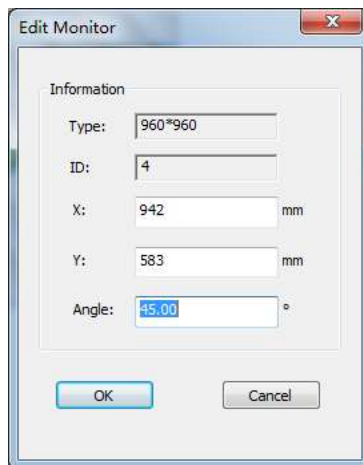 Edit Monitor
Information
Type: 960*960
ID: 4
X: 942 mm
Y: 583 mm
Angle: 45.00 °
OK Cancel